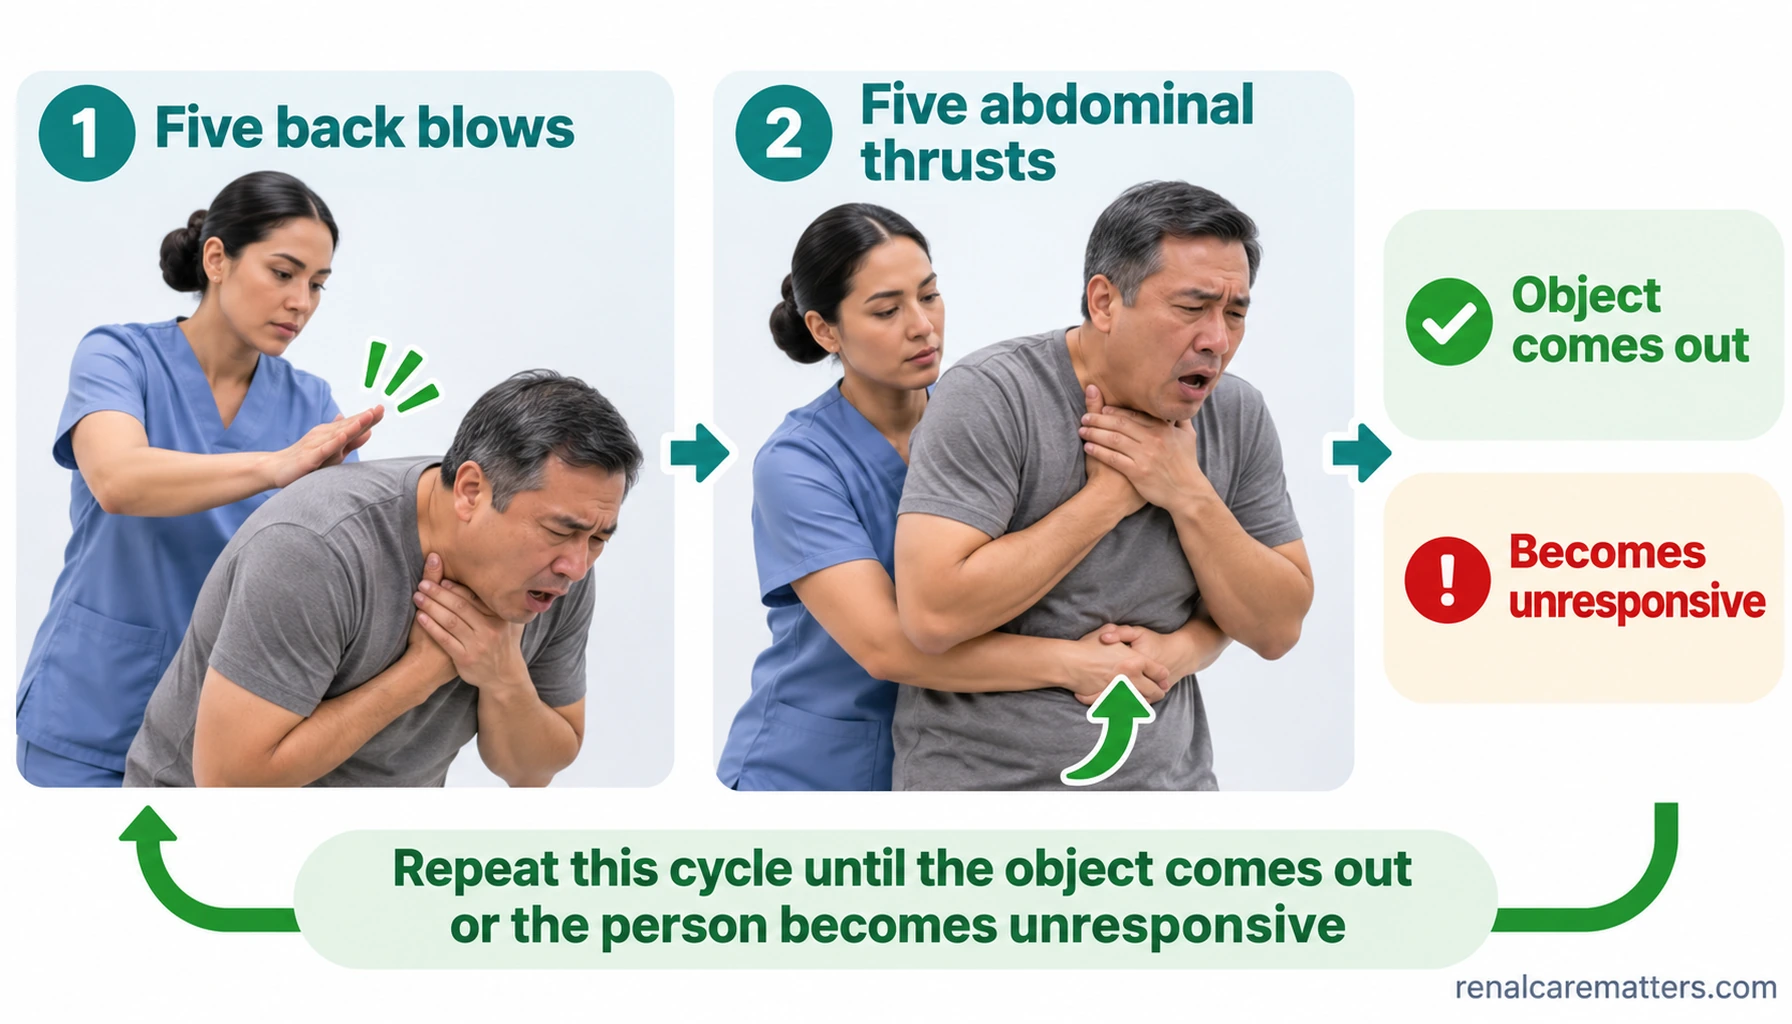 1
Five back blows
2
Five abdominal
thrusts
Object
comes out
!
Becomes
unresponsive
Repeat this cycle until the object comes out
or the person becomes unresponsive
renalcarematters.com